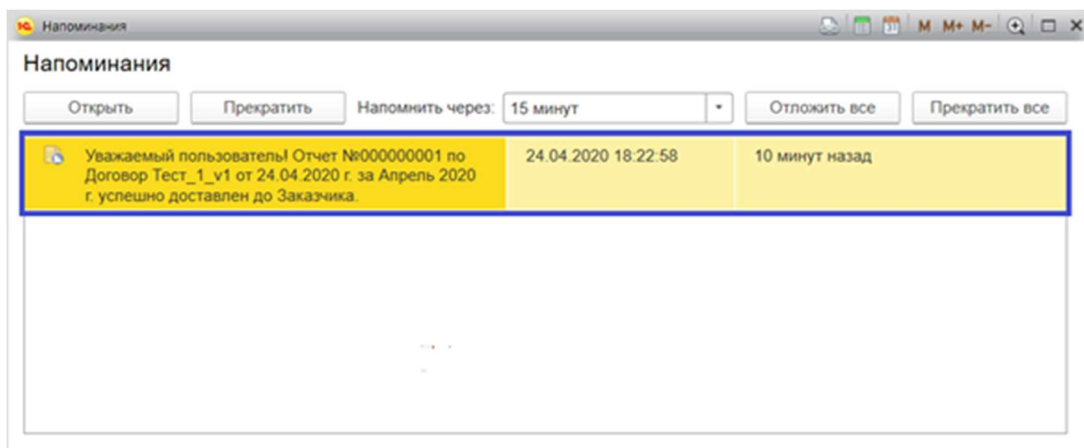 1С Напоминания
31 M M+ M-
Напоминания
Открыть Прекратить Напомнить через: 15 минут Отложить все Прекратить все
Уважаемый пользователь! Отчет №000000001 по 24.04.2020 18:22:58 10 минут назад
Договор Тест_1_v1 от 24.04.2020 г. за Апрель 2020
г. успешно доставлен до Заказчика.